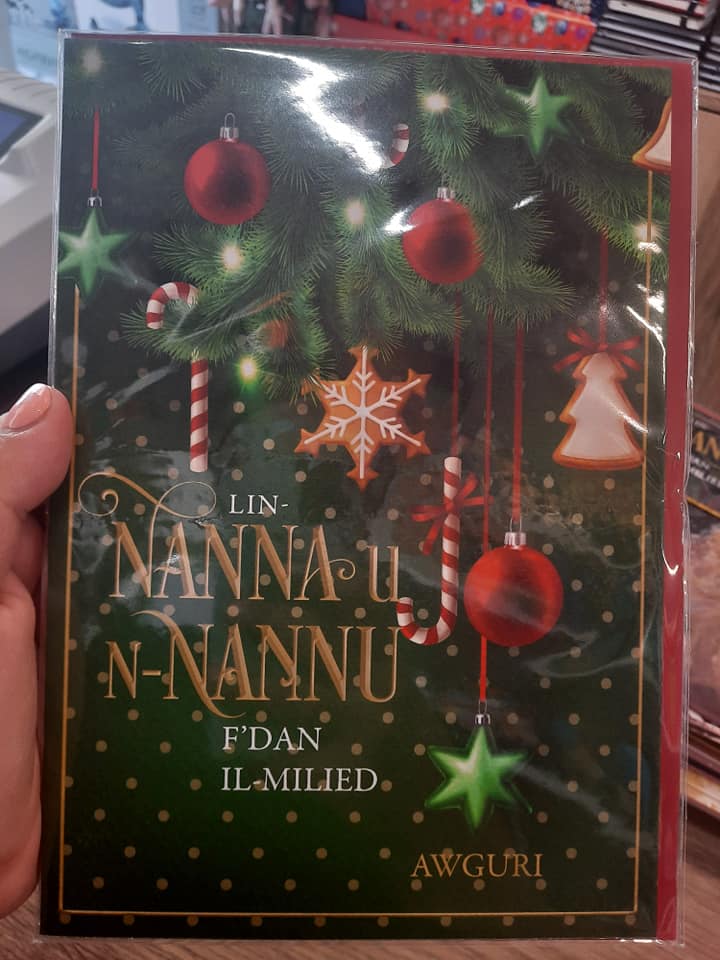 LIN-
NANNA U
N-NANNU
F'DAN
IL-MILIED
AWGURI